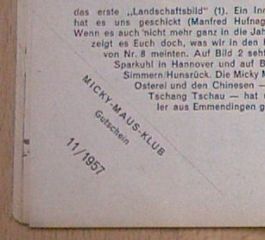 das erste „Landschaftsbild" (1). Ein In
hat es uns geschickt (Manfred Hufnag
Wenn es auch nicht mehr ganz in die Jah
zeigt es Euch doch, was wir in den
von Nr. 8 meinten. Auf Bild 2 seht
Sparkuhl in Hannover und auf B
Simmern/Hunsrück. Die Micky M
Osterei und den Chinesen —
Tschang Tschau — hat
ler aus Emmendingen g
MICKY-MAUS-KLUB
Gutschein
11/1957